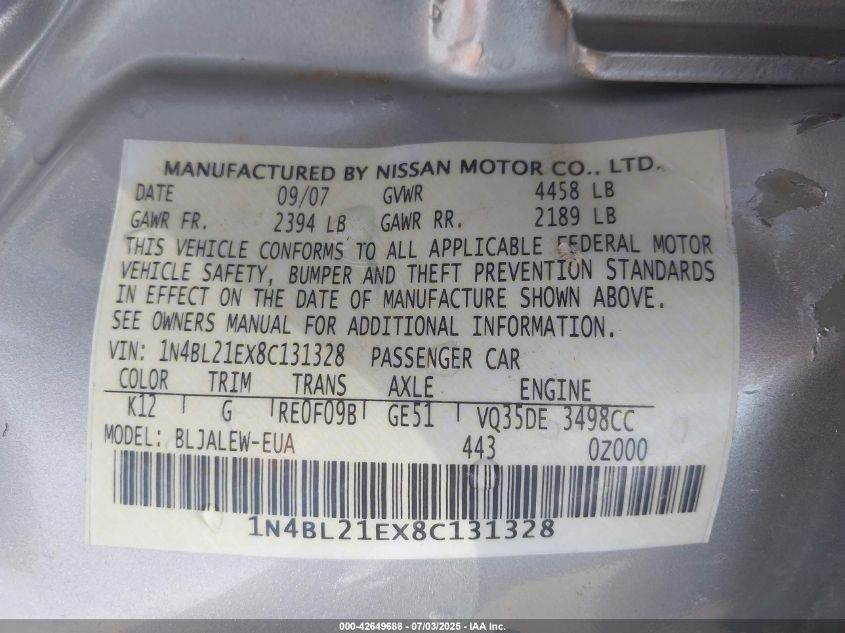 MANUFACTURED BY NISSAN MOTOR CO., LTD.
DATE 09/07 GVWR 4458 LB
GAWR FR. 2394 LB GAWR RR. 2189 LB
THIS VEHICLE CONFORMS TO ALL APPLICABLE FEDERAL MOTOR
VEHICLE SAFETY, BUMPER AND THEFT PREVENTION STANDARDS
IN EFFECT ON THE DATE OF MANUFACTURE SHOWN ABOVE.
SEE OWNERS MANUAL FOR ADDITIONAL INFORMATION.
VIN: 1N4BL21EX8C131328 PASSENGER CAR
COLOR TRIM TRANS AXLE ENGINE
K12 G RE0F09B GE51 VQ35DE 3498CC
MODEL: BLJALEW-EUA 443 0Z000
1N4BL21EX8C131328
000-42649688 - 07/03/2025 - IAA Inc.